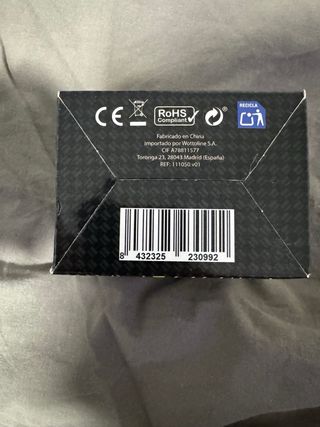 CE
RoHS
Compliant
RECICLA
Fabricado en China
Importado por Wottoline S.A.
CIF A78811577
Toronga 23, 28043 Madrid (España)
REF: 111050.v01
8 432325 230992